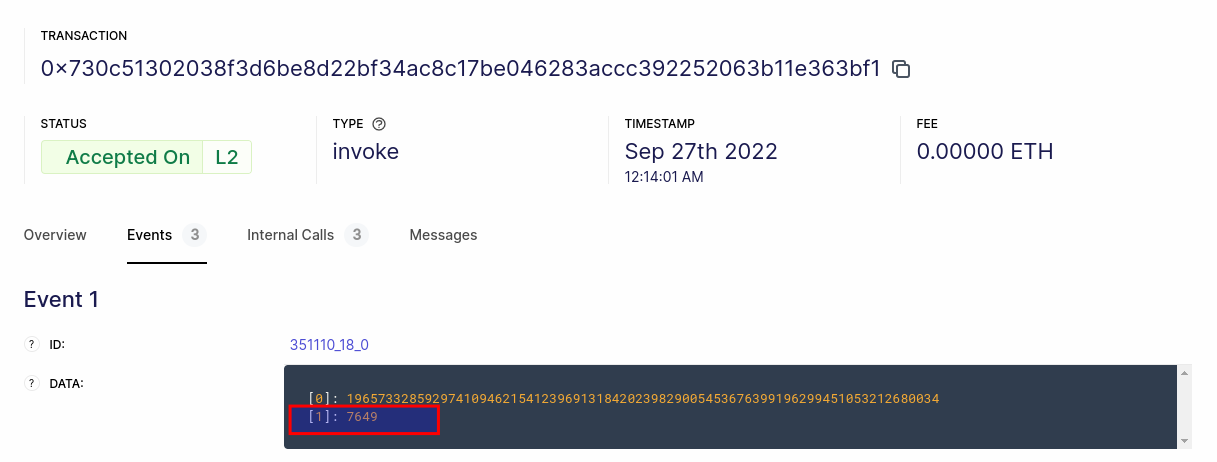 TRANSACTION
0x730c51302038f3d6be8d22bf34ac8c17be046283accc392252063b11e363bf1
STATUS TYPE ? TIMESTAMP FEE
Accepted On L2 invoke Sep 27th 2022 0.00000 ETH
12:14:01 AM
Overview Events 3 Internal Calls 3 Messages
Event 1
? ID: 351110_18_0
? DATA:
[0]: 1965733285929741094621541239691318420239829005453676399196299451053212680034
[1]: 7649